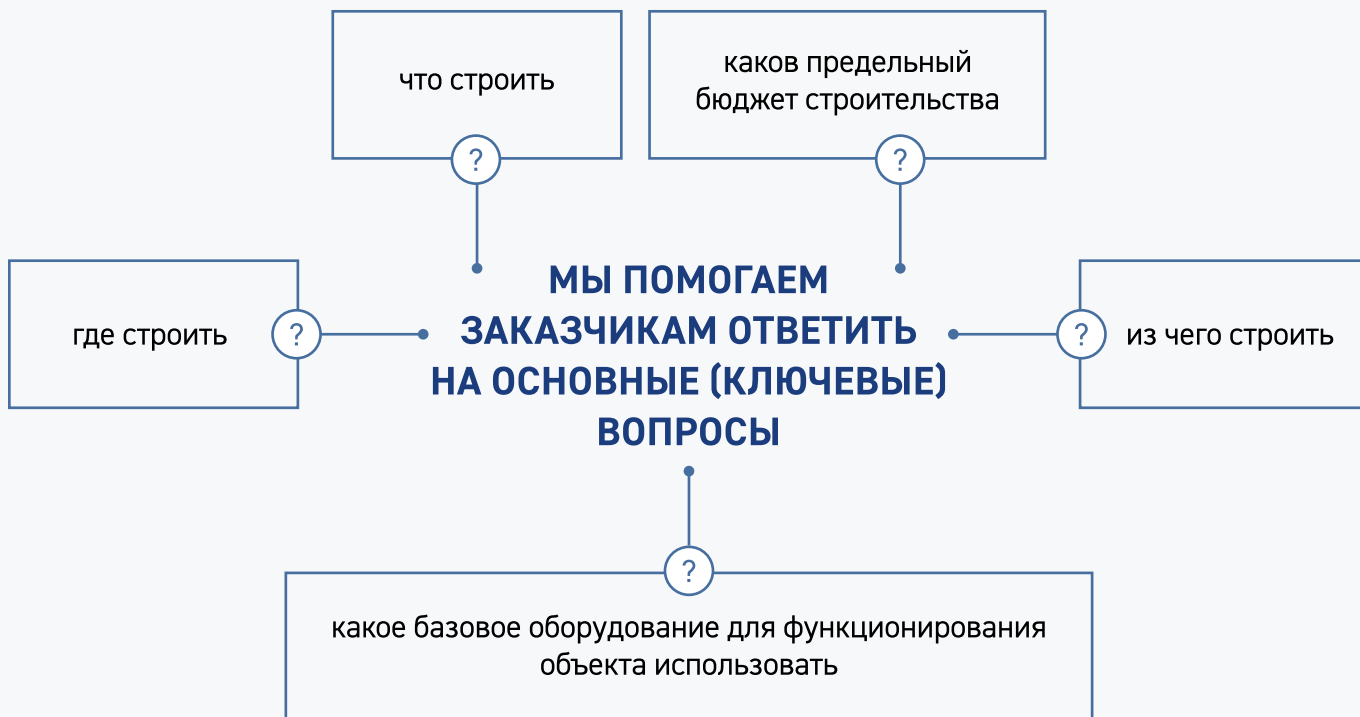 что строить
каков предельный
бюджет строительства
?
?
МЫ ПОМОГАЕМ
ЗАКАЗЧИКАМ ОТВЕТИТЬ
НА ОСНОВНЫЕ (КЛЮЧЕВЫЕ)
ВОПРОСЫ
где строить
?
?
из чего строить
?
какое базовое оборудование для функционирования
объекта использовать